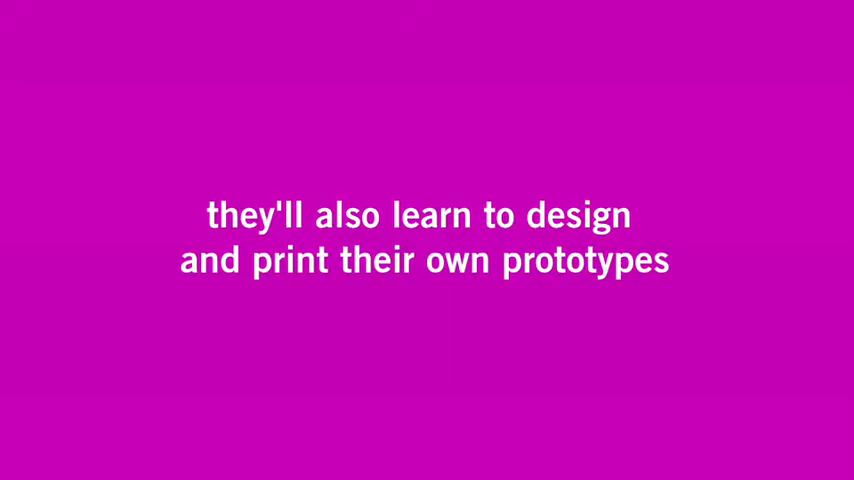 they'll also learn to design
and print their own prototypes